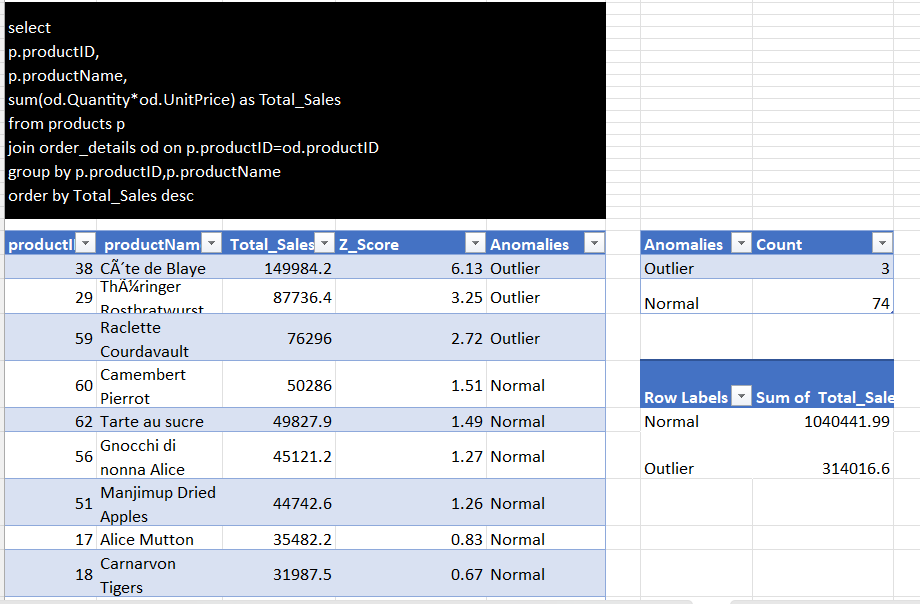 select
p.productID,
p.productName,
sum(od.Quantity*od.UnitPrice) as Total_Sales
from products p
join order_details od on p.productID=od.productID
group by p.productID,p.productName
order by Total_Sales desc
productI productNam Total_Sales Z_Score Anomalies
38 CÃ´te de Blaye 149984.2 6.13 Outlier
29 ThÃ¼ringer Rostbratwurst 87736.4 3.25 Outlier
59 Raclette Courdavault 76296 2.72 Outlier
60 Camembert Pierrot 50286 1.51 Normal
62 Tarte au sucre 49827.9 1.49 Normal
56 Gnocchi di nonna Alice 45121.2 1.27 Normal
51 Manjimup Dried Apples 44742.6 1.26 Normal
17 Alice Mutton 35482.2 0.83 Normal
18 Carnarvon Tigers 31987.5 0.67 Normal
Anomalies Count
Outlier 3
Normal 74
Row Labels Sum of Total_Sale
Normal 1040441.99
Outlier 314016.6